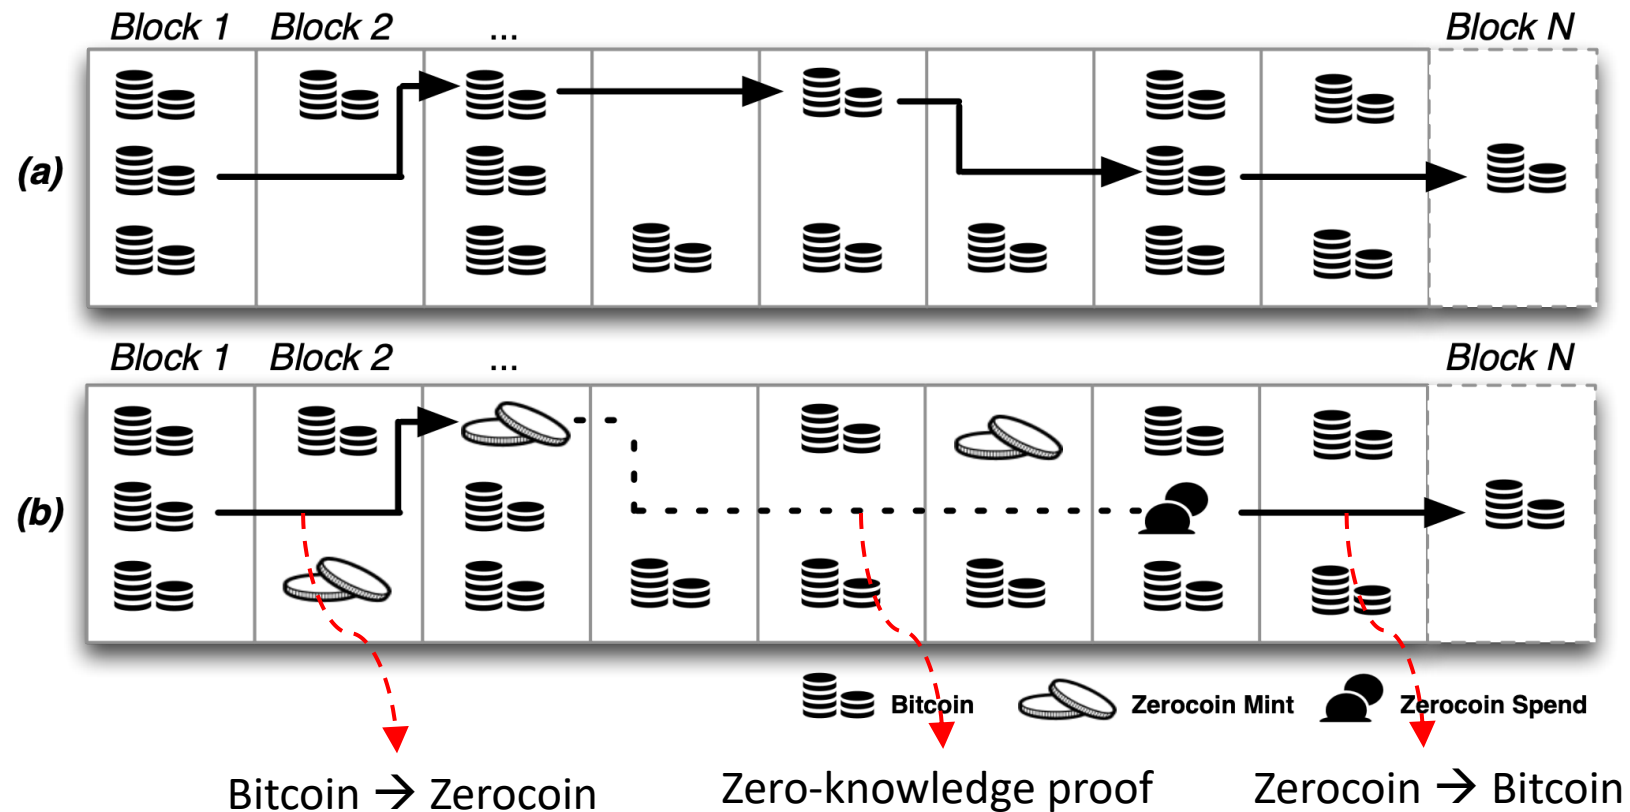 Block 1 Block 2 ... Block N
(a)
Block 1 Block 2 ... Block N
(b)
Bitcoin Zerocoin Mint Zerocoin Spend
Bitcoin → Zerocoin Zero-knowledge proof Zerocoin → Bitcoin